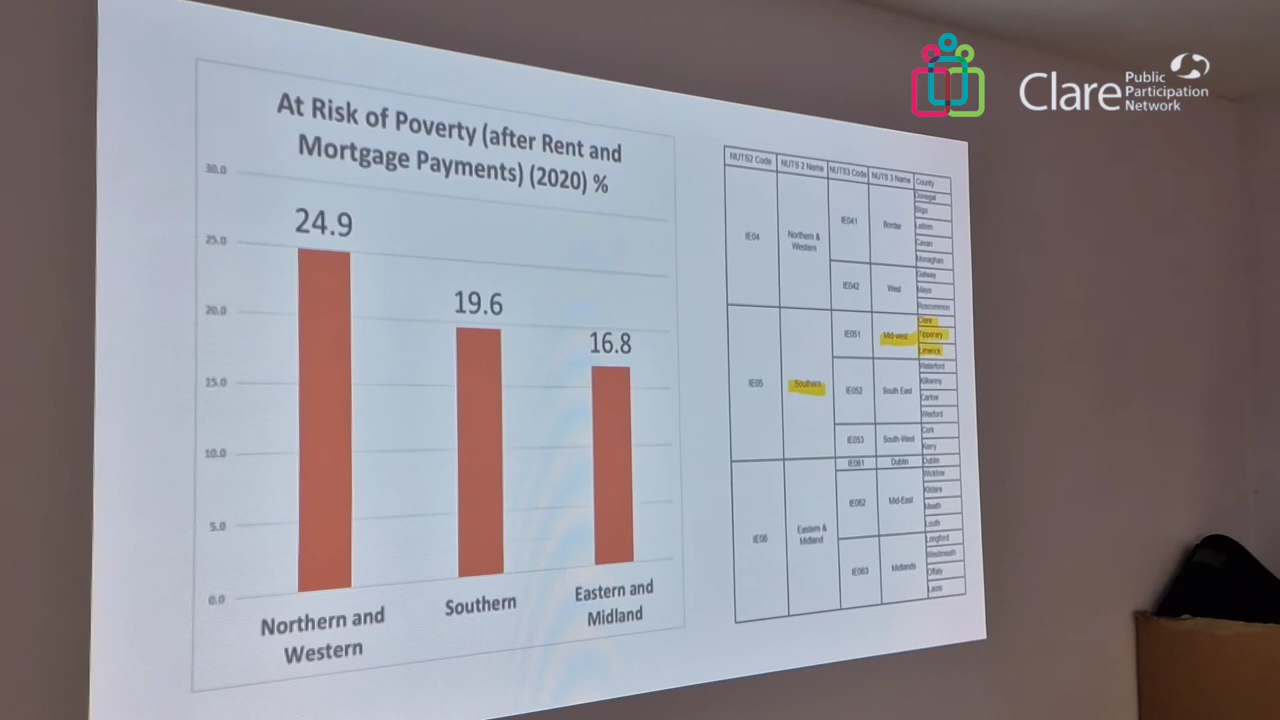 Clare
Public
Participation
Network
At Risk of Poverty (after Rent and
Mortgage Payments) (2020) %
30.0
25.0
20.0
15.0
10.0
5.0
0.0
24.9
19.6
16.8
Northern and
Western
Southern
Eastern and
Midland
NUTS2 Code NUTS 2 Name NUTS3 Code NUTS 3 Name County
IE04
Northern &
Western
IE041
Border
Donegal
Sligo
Leitrim
Cavan
Monaghan
IE042
West
Galway
Mayo
Roscommon
IE05
Southern
IE051
Mid-west
Clare
Tipperary
Limerick
IE052
South East
Waterford
Kilkenny
Carlow
Wexford
IE053
South-West
Cork
Kerry
IE06
Eastern &
Midland
IE061
Dublin
Dublin
IE062
Mid-East
Wicklow
Kildare
Meath
Louth
IE063
Midlands
Longford
Westmeath
Offaly
Laois